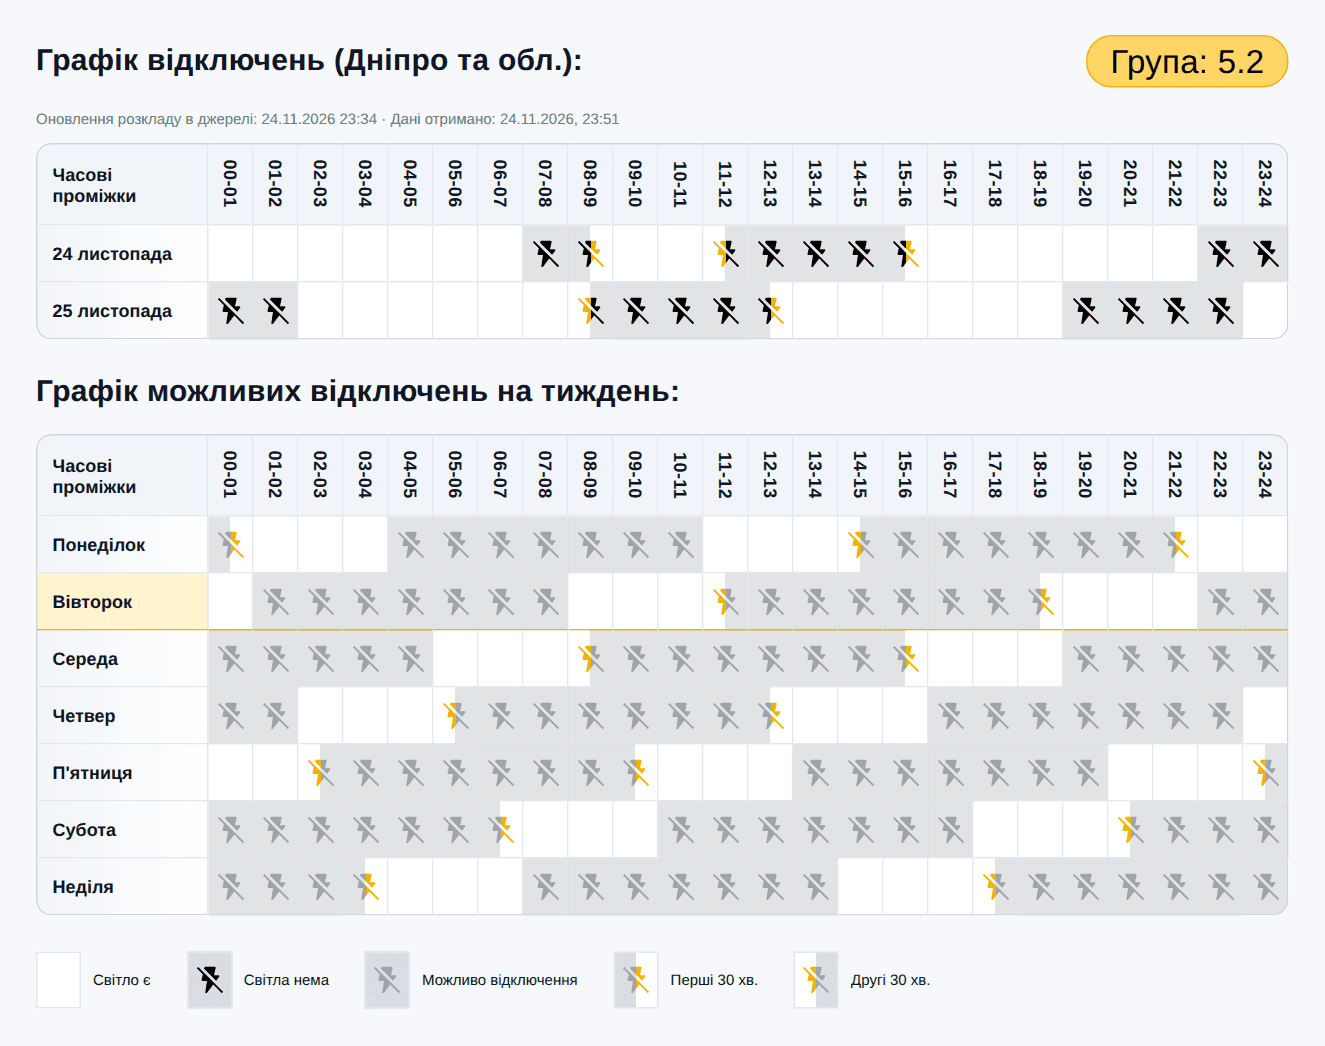 Графік відключень (Дніпро та обл.):
Група: 5.2
Оновлення розкладу в джерелі: 24.11.2026 23:34 · Дані отримано: 24.11.2026, 23:51
Часові
проміжки
00-01 01-02 02-03 03-04 04-05 05-06 06-07 07-08 08-09 09-10 10-11 11-12 12-13 13-14 14-15 15-16 16-17 17-18 18-19 19-20 20-21 21-22 22-23 23-24
24 листопада
25 листопада
Графік можливих відключень на тиждень:
Часові
проміжки
00-01 01-02 02-03 03-04 04-05 05-06 06-07 07-08 08-09 09-10 10-11 11-12 12-13 13-14 14-15 15-16 16-17 17-18 18-19 19-20 20-21 21-22 22-23 23-24
Понеділок
Вівторок
Середа
Четвер
П'ятниця
Субота
Неділя
Світло є Світла нема Можливо відключення Перші 30 хв. Другі 30 хв.